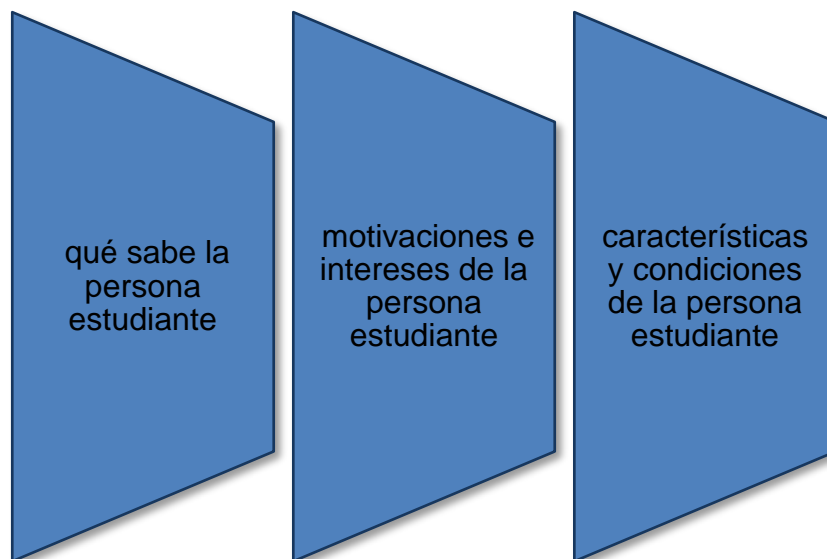 qué sabe la
persona
estudiante
motivaciones e
intereses de la
persona
estudiante
características
y condiciones
de la persona
estudiante